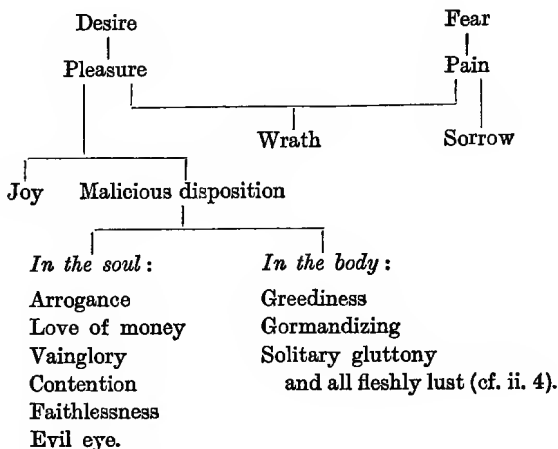 Desire Fear
Pleasure Pain
Wrath Sorrow
Joy Malicious disposition
In the soul: In the body:
Arrogance Greediness
Love of money Gormandizing
Vainglory Solitary gluttony
Contention and all fleshly lust (cf. ii. 4).
Faithlessness
Evil eye.